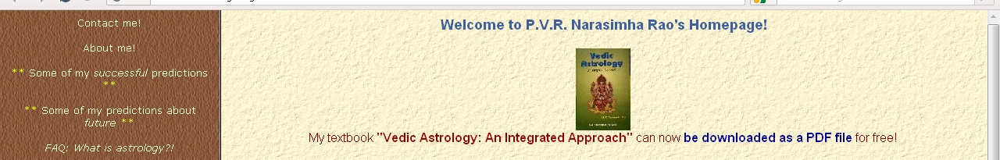 Contact me!
About me!
** Some of my successful predictions
**
** Some of my predictions about
future **
FAQ: What is astrology?!
Welcome to P.V.R. Narasimha Rao's Homepage!
Vedic
Astrology
My textbook "Vedic Astrology: An Integrated Approach" can now be downloaded as a PDF file for free!